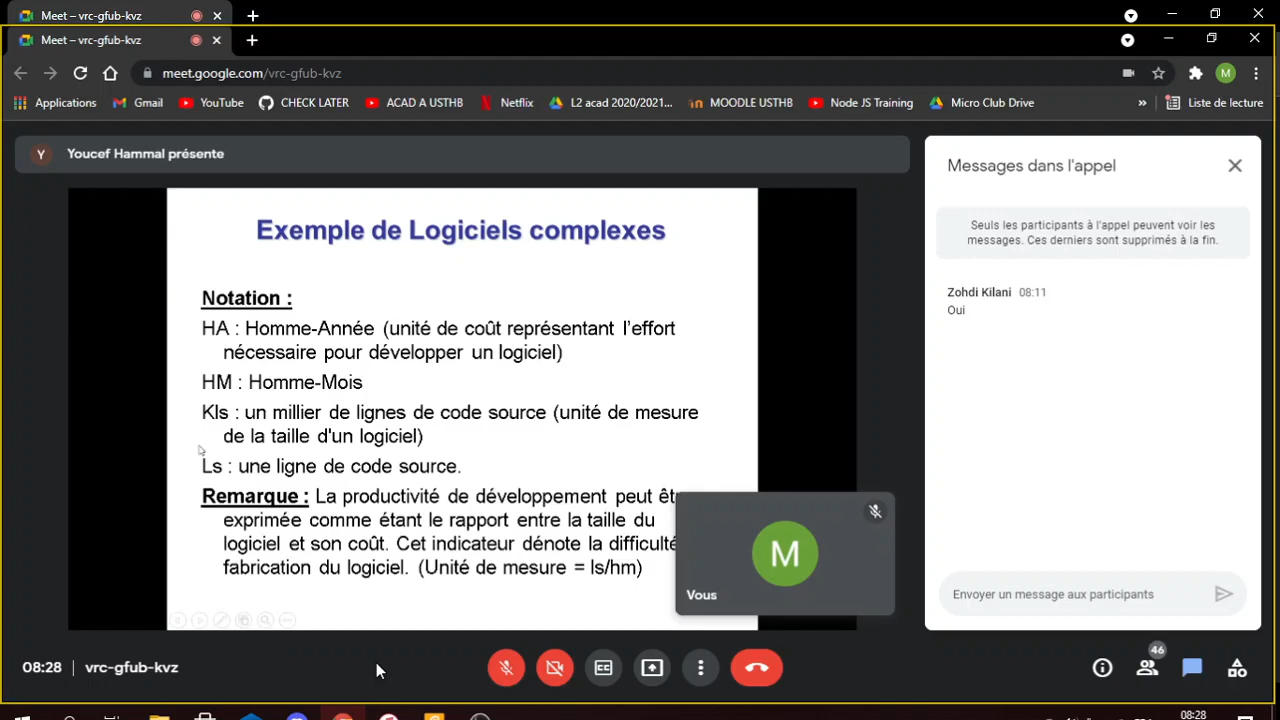 Meet – vrc-gfub-kvz
Meet – vrc-gfub-kvz
meet.google.com/vrc-gfub-kvz
Applications Gmail YouTube CHECK LATER ACAD A USTHB Netflix L2 acad 2020/2021... MOODLE USTHB Node JS Training Micro Club Drive » Liste de lecture
M
Y Youcef Hammal présente
Exemple de Logiciels complexes
Notation :
HA : Homme-Année (unité de coût représentant l'effort
nécessaire pour développer un logiciel)
HM : Homme-Mois
Kls : un millier de lignes de code source (unité de mesure
de la taille d'un logiciel)
Ls : une ligne de code source.
Remarque : La productivité de développement peut êt
exprimée comme étant le rapport entre la taille du
logiciel et son coût. Cet indicateur dénote la difficulté
fabrication du logiciel. (Unité de mesure = ls/hm)
M
Vous
Messages dans l'appel
Seuls les participants à l'appel peuvent voir les
messages. Ces derniers sont supprimés à la fin.
Zohdi Kilani 08:11
Oui
Envoyer un message aux participants
08:28 | vrc-gfub-kvz
46
08:28